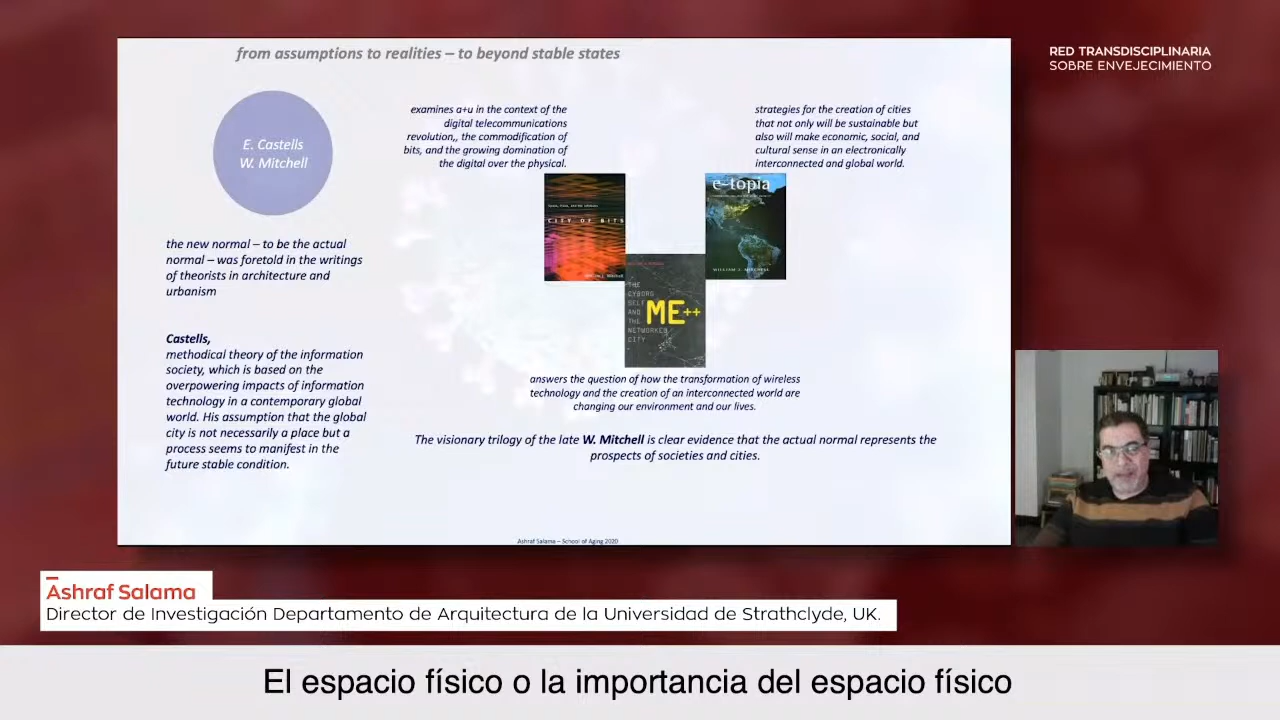 from assumptions to realities – to beyond stable states
RED TRANSDISCIPLINARIA
SOBRE ENVEJECIMIENTO
E. Castells
W. Mitchell
the new normal – to be the actual
normal – was foretold in the writings
of theorists in architecture and
urbanism
Castells,
methodical theory of the information
society, which is based on the
overpowering impacts of information
technology in a contemporary global
world. His assumption that the global
city is not necessarily a place but a
process seems to manifest in the
future stable condition.
examines a+u in the context of the
digital telecommunications
revolution,, the commodification of
bits, and the growing domination of
the digital over the physical.
strategies for the creation of cities
that not only will be sustainable but
also will make economic, social, and
cultural sense in an electronically
interconnected and global world.
CITY OF BITS
e-topia
WILLIAM J. MITCHELL
THE
CYBORG
SELF
AND
THE
NETWORKED
CITY
ME++
answers the question of how the transformation of wireless
technology and the creation of an interconnected world are
changing our environment and our lives.
The visionary trilogy of the late W. Mitchell is clear evidence that the actual normal represents the
prospects of societies and cities.
Ashraf Salama – School of Aging 2020
Ashraf Salama
Director de Investigación Departamento de Arquitectura de la Universidad de Strathclyde, UK.
El espacio físico o la importancia del espacio físico